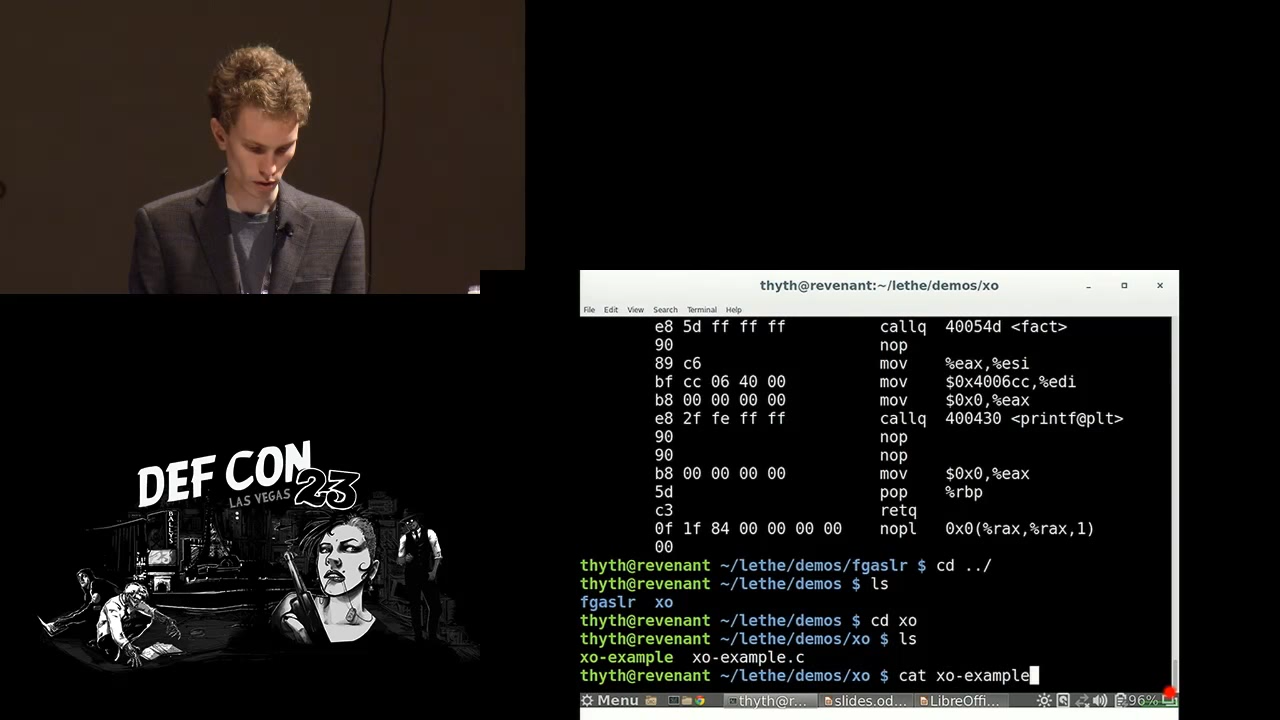 thyth@revenant:~/lethe/demos/xo
File Edit View Search Terminal Help
e8 5d ff ff ff callq 40054d <fact>
90 nop
89 c6 mov %eax,%esi
bf cc 06 40 00 mov $0x4006cc,%edi
b8 00 00 00 00 mov $0x0,%eax
e8 2f fe ff ff callq 400430 <printf@plt>
90 nop
90 nop
b8 00 00 00 00 mov $0x0,%eax
5d pop %rbp
c3 retq
0f 1f 84 00 00 00 00 nopl 0x0(%rax,%rax,1)
00
thyth@revenant ~/lethe/demos/fgaslr $ cd ../
thyth@revenant ~/lethe/demos $ ls
fgaslr xo
thyth@revenant ~/lethe/demos $ cd xo
thyth@revenant ~/lethe/demos/xo $ ls
xo-example xo-example.c
thyth@revenant ~/lethe/demos/xo $ cat xo-example
Menu thyth@r... slides.od... LibreOffi... 96%
DEF CON 23
LAS VEGAS
BALLYS